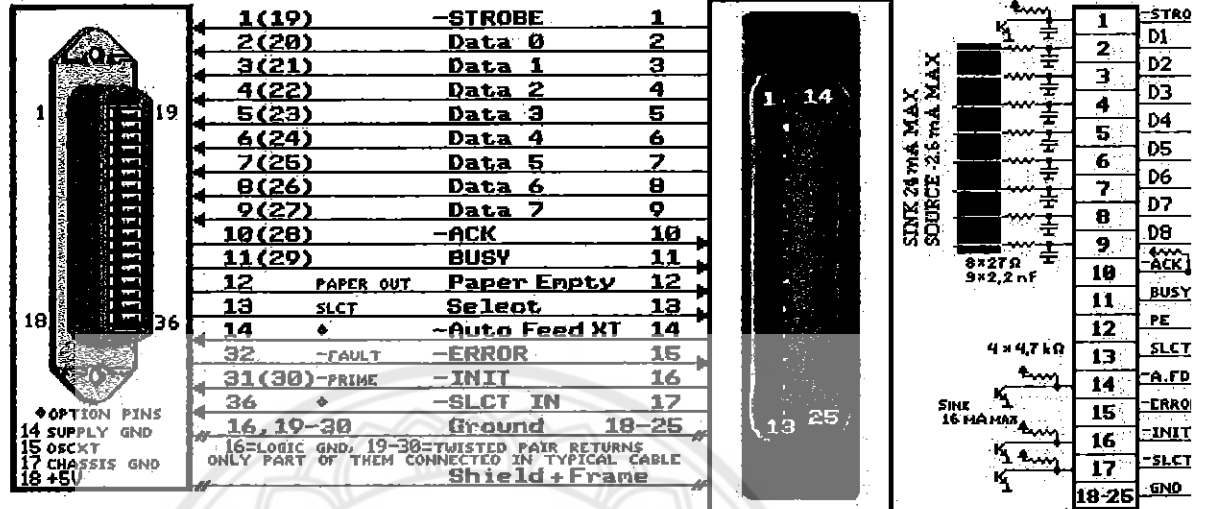 1 19
18 36
◆OPTION PINS
14 SUPPLY GND
15 OSCXT
17 CHASSIS GND
18 +5V
1(19) -STROBE 1
2(20) Data 0 2
3(21) Data 1 3
4(22) Data 2 4
5(23) Data 3 5
6(24) Data 4 6
7(25) Data 5 7
8(26) Data 6 8
9(27) Data 7 9
10(28) -ACK 10
11(29) BUSY 11
12 PAPER OUT Paper Empty 12
13 SLCT Select 13
14 ◆ -Auto Feed XT 14
32 -FAULT -ERROR 15
31(30) -PRIME -INIT 16
36 ◆ -SLCT IN 17
16,19-30 Ground 18-25
16=LOGIC GND, 19-30=TWISTED PAIR RETURNS
ONLY PART OF THEM CONNECTED IN TYPICAL CABLE
Shield+Frame
1 14
13 25
SINK 24 mA MAX
SOURCE -2.6 mA MAX
8×27 Ω
9×2,2 nF
4 × 4,7 kΩ
SINK
16 MA MAX
1 -STRO
2 D1
3 D2
4 D3
5 D4
6 D5
7 D6
8 D7
9 D8
10 -ACK
11 BUSY
12 PE
13 SLCT
14 -A.FD
15 -ERRO
16 -INIT
17 -SLCT
18-25 GND